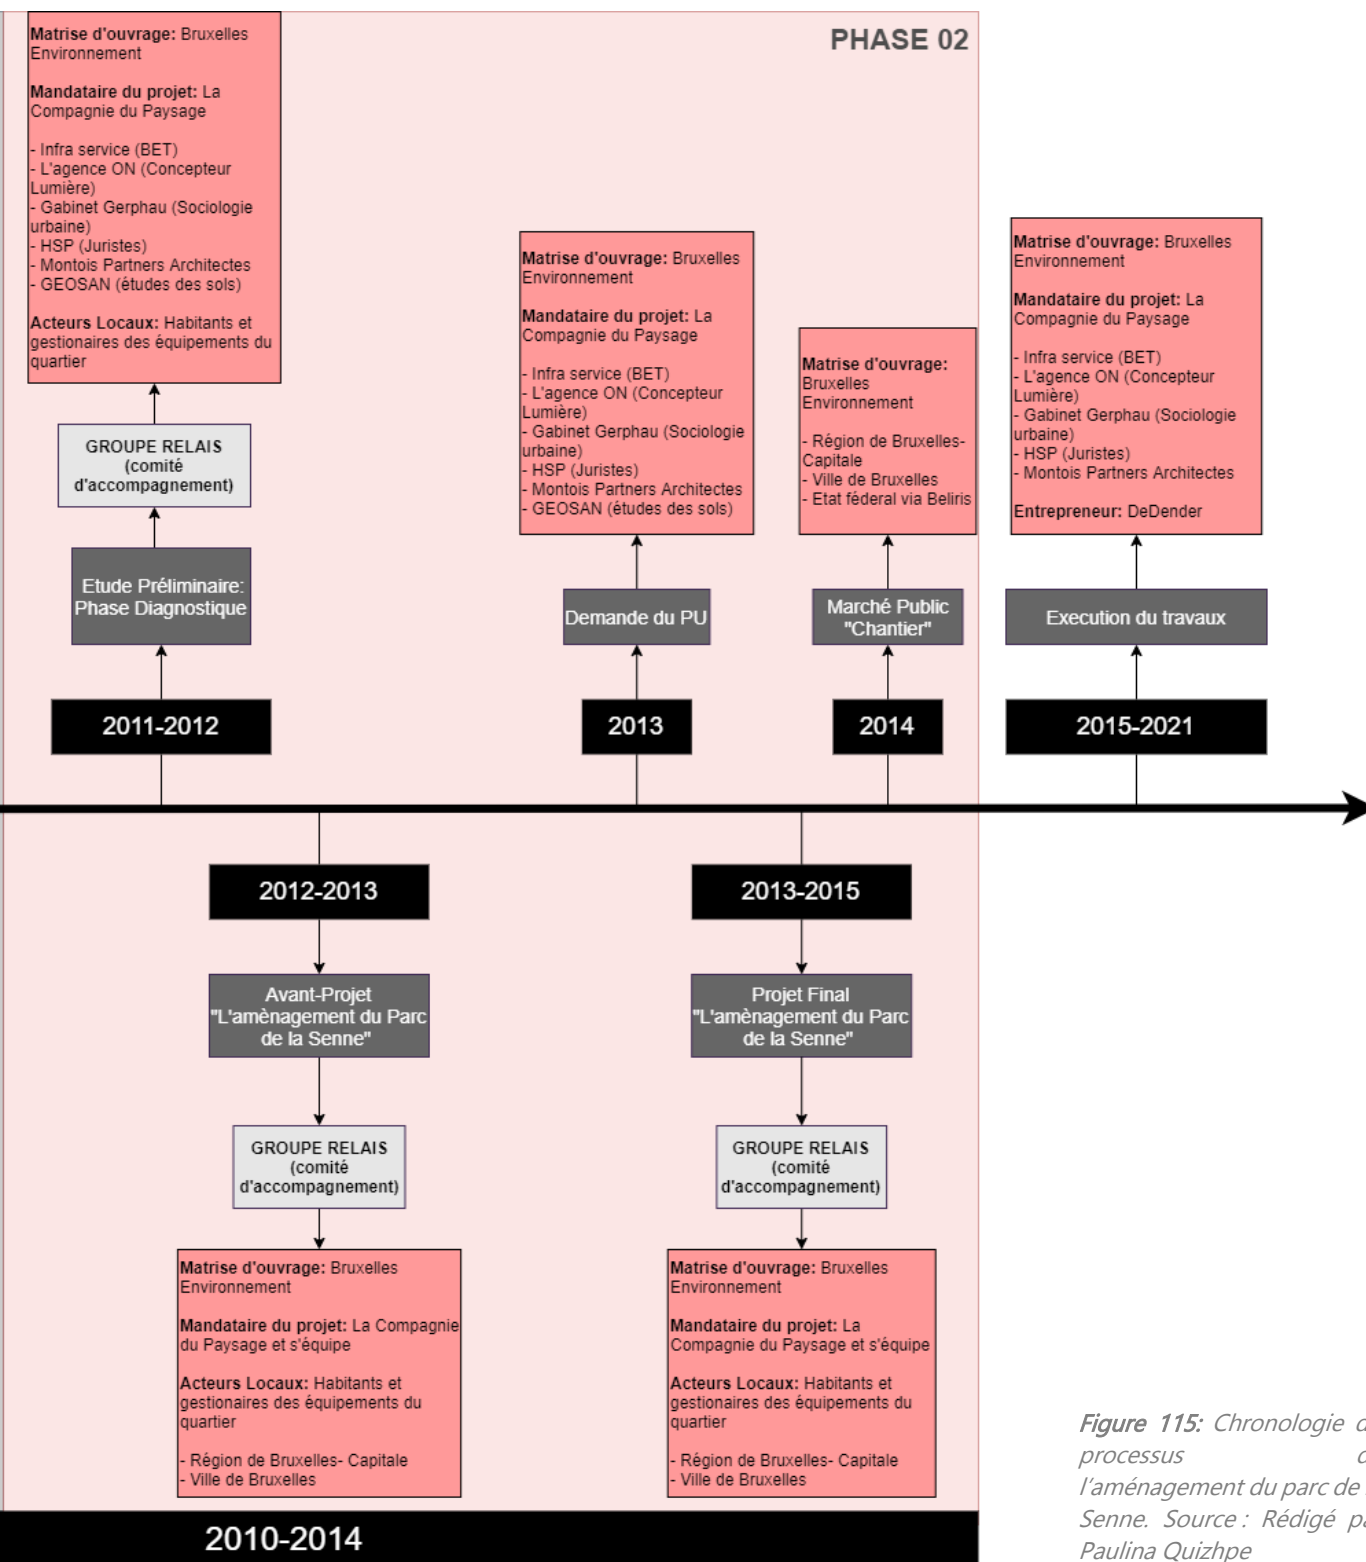 PHASE 02
Matrise d'ouvrage: Bruxelles
Environnement
Mandataire du projet: La
Compagnie du Paysage
- Infra service (BET)
- L'agence ON (Concepteur
Lumière)
- Gabinet Gerphau (Sociologie
urbaine)
- HSP (Juristes)
- Montois Partners Architectes
- GEOSAN (études des sols)
Acteurs Locaux: Habitants et
gestionaires des équipements du
quartier
GROUPE RELAIS
(comité
d'accompagnement)
Etude Préliminaire:
Phase Diagnostique
2011-2012
Matrise d'ouvrage: Bruxelles
Environnement
Mandataire du projet: La
Compagnie du Paysage
- Infra service (BET)
- L'agence ON (Concepteur
Lumière)
- Gabinet Gerphau (Sociologie
urbaine)
- HSP (Juristes)
- Montois Partners Architectes
- GEOSAN (études des sols)
Demande du PU
2013
Matrise d'ouvrage:
Bruxelles
Environnement
- Région de Bruxelles-
Capitale
- Ville de Bruxelles
- Etat féderal via Beliris
Marché Public
"Chantier"
2014
Matrise d'ouvrage: Bruxelles
Environnement
Mandataire du projet: La
Compagnie du Paysage
- Infra service (BET)
- L'agence ON (Concepteur
Lumière)
- Gabinet Gerphau (Sociologie
urbaine)
- HSP (Juristes)
- Montois Partners Architectes
Entrepreneur: DeDender
Execution du travaux
2015-2021
2012-2013
Avant-Projet
"L'amènagement du Parc
de la Senne"
GROUPE RELAIS
(comité
d'accompagnement)
Matrise d'ouvrage: Bruxelles
Environnement
Mandataire du projet: La Compagnie
du Paysage et s'équipe
Acteurs Locaux: Habitants et
gestionaires des équipements du
quartier
- Région de Bruxelles- Capitale
- Ville de Bruxelles
2013-2015
Projet Final
"L'amènagement du Parc
de la Senne"
GROUPE RELAIS
(comité
d'accompagnement)
Matrise d'ouvrage: Bruxelles
Environnement
Mandataire du projet: La
Compagnie du Paysage et s'équipe
Acteurs Locaux: Habitants et
gestionaires des équipements du
quartier
- Région de Bruxelles- Capitale
- Ville de Bruxelles
2010-2014
Figure 115: Chronologie
processus
l'aménagement du parc de
Senne. Source : Rédigé
Paulina Quizhpe